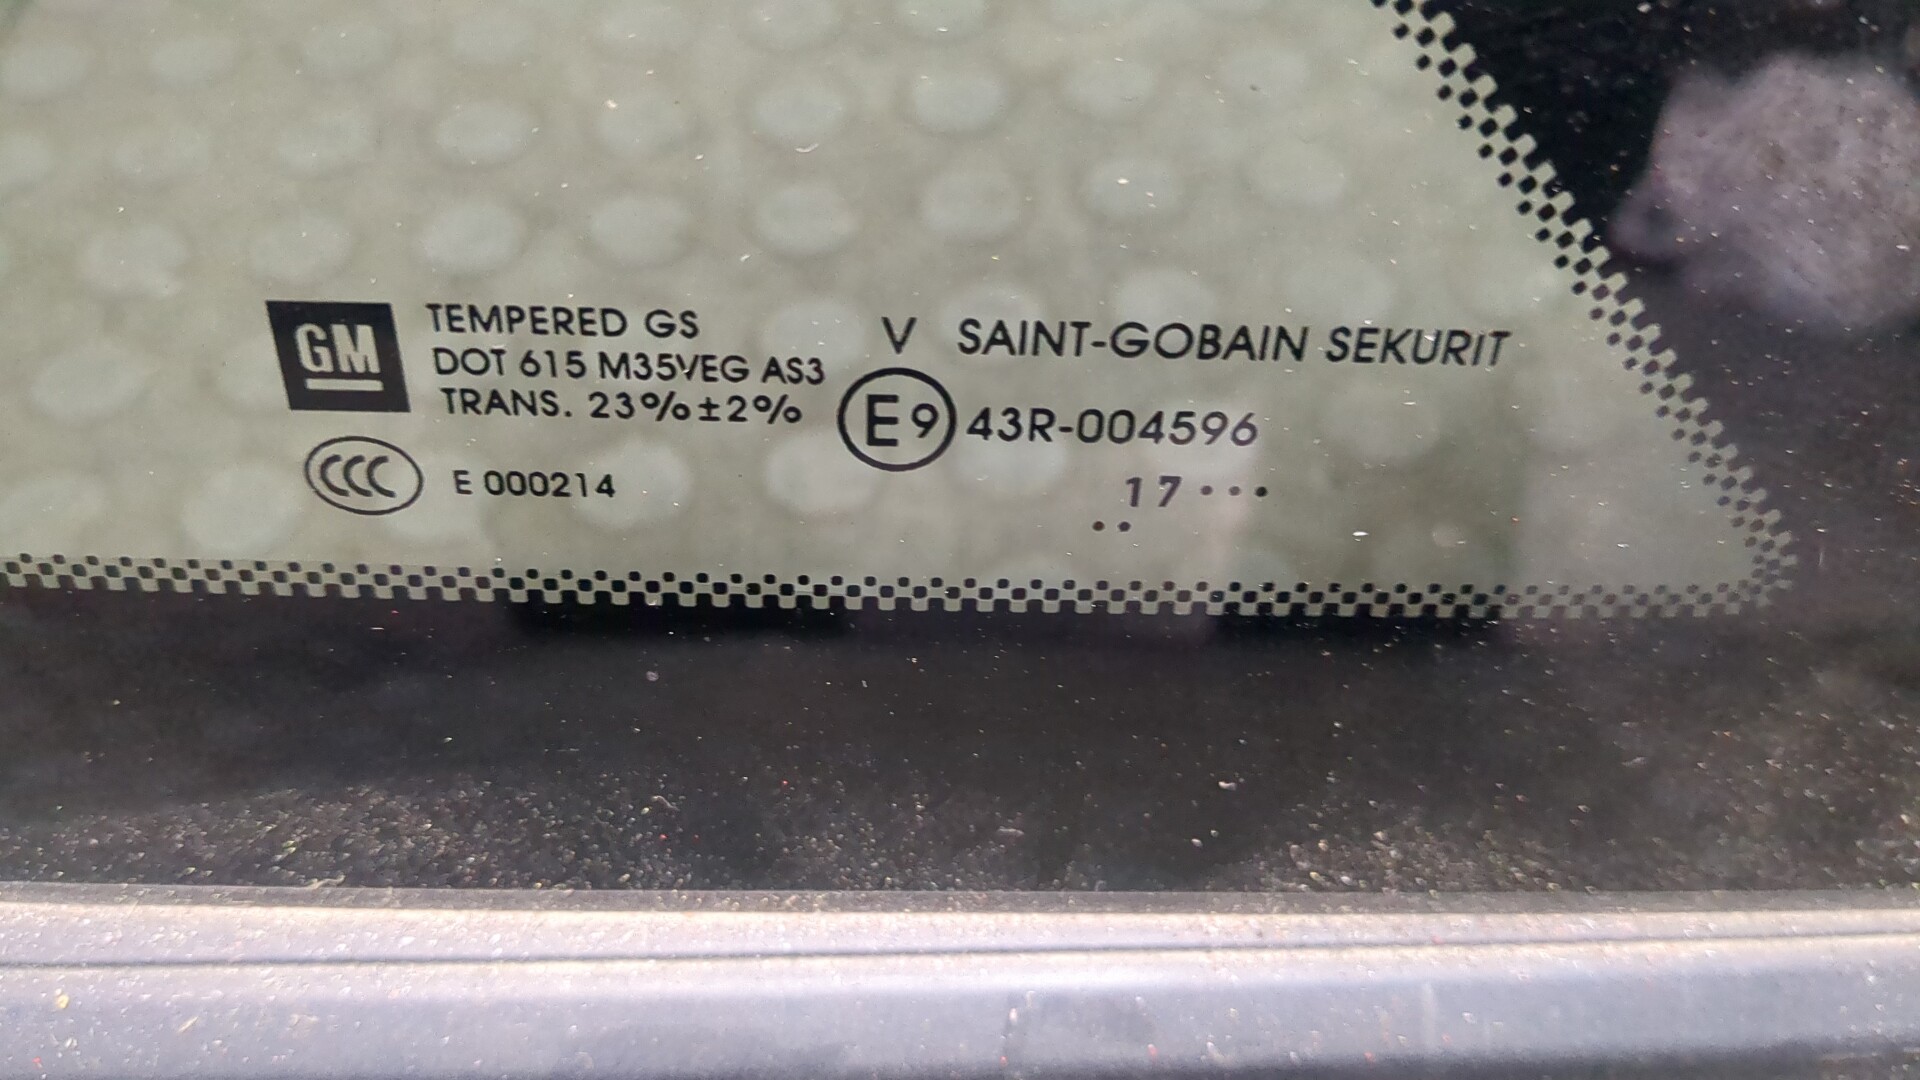 GM
TEMPERED GS
DOT 615 M35VEG AS3
TRANS. 23%±2%
CCC E 000214
V SAINT-GOBAIN SEKURIT
E9 43R-004596
17 • • •
• •